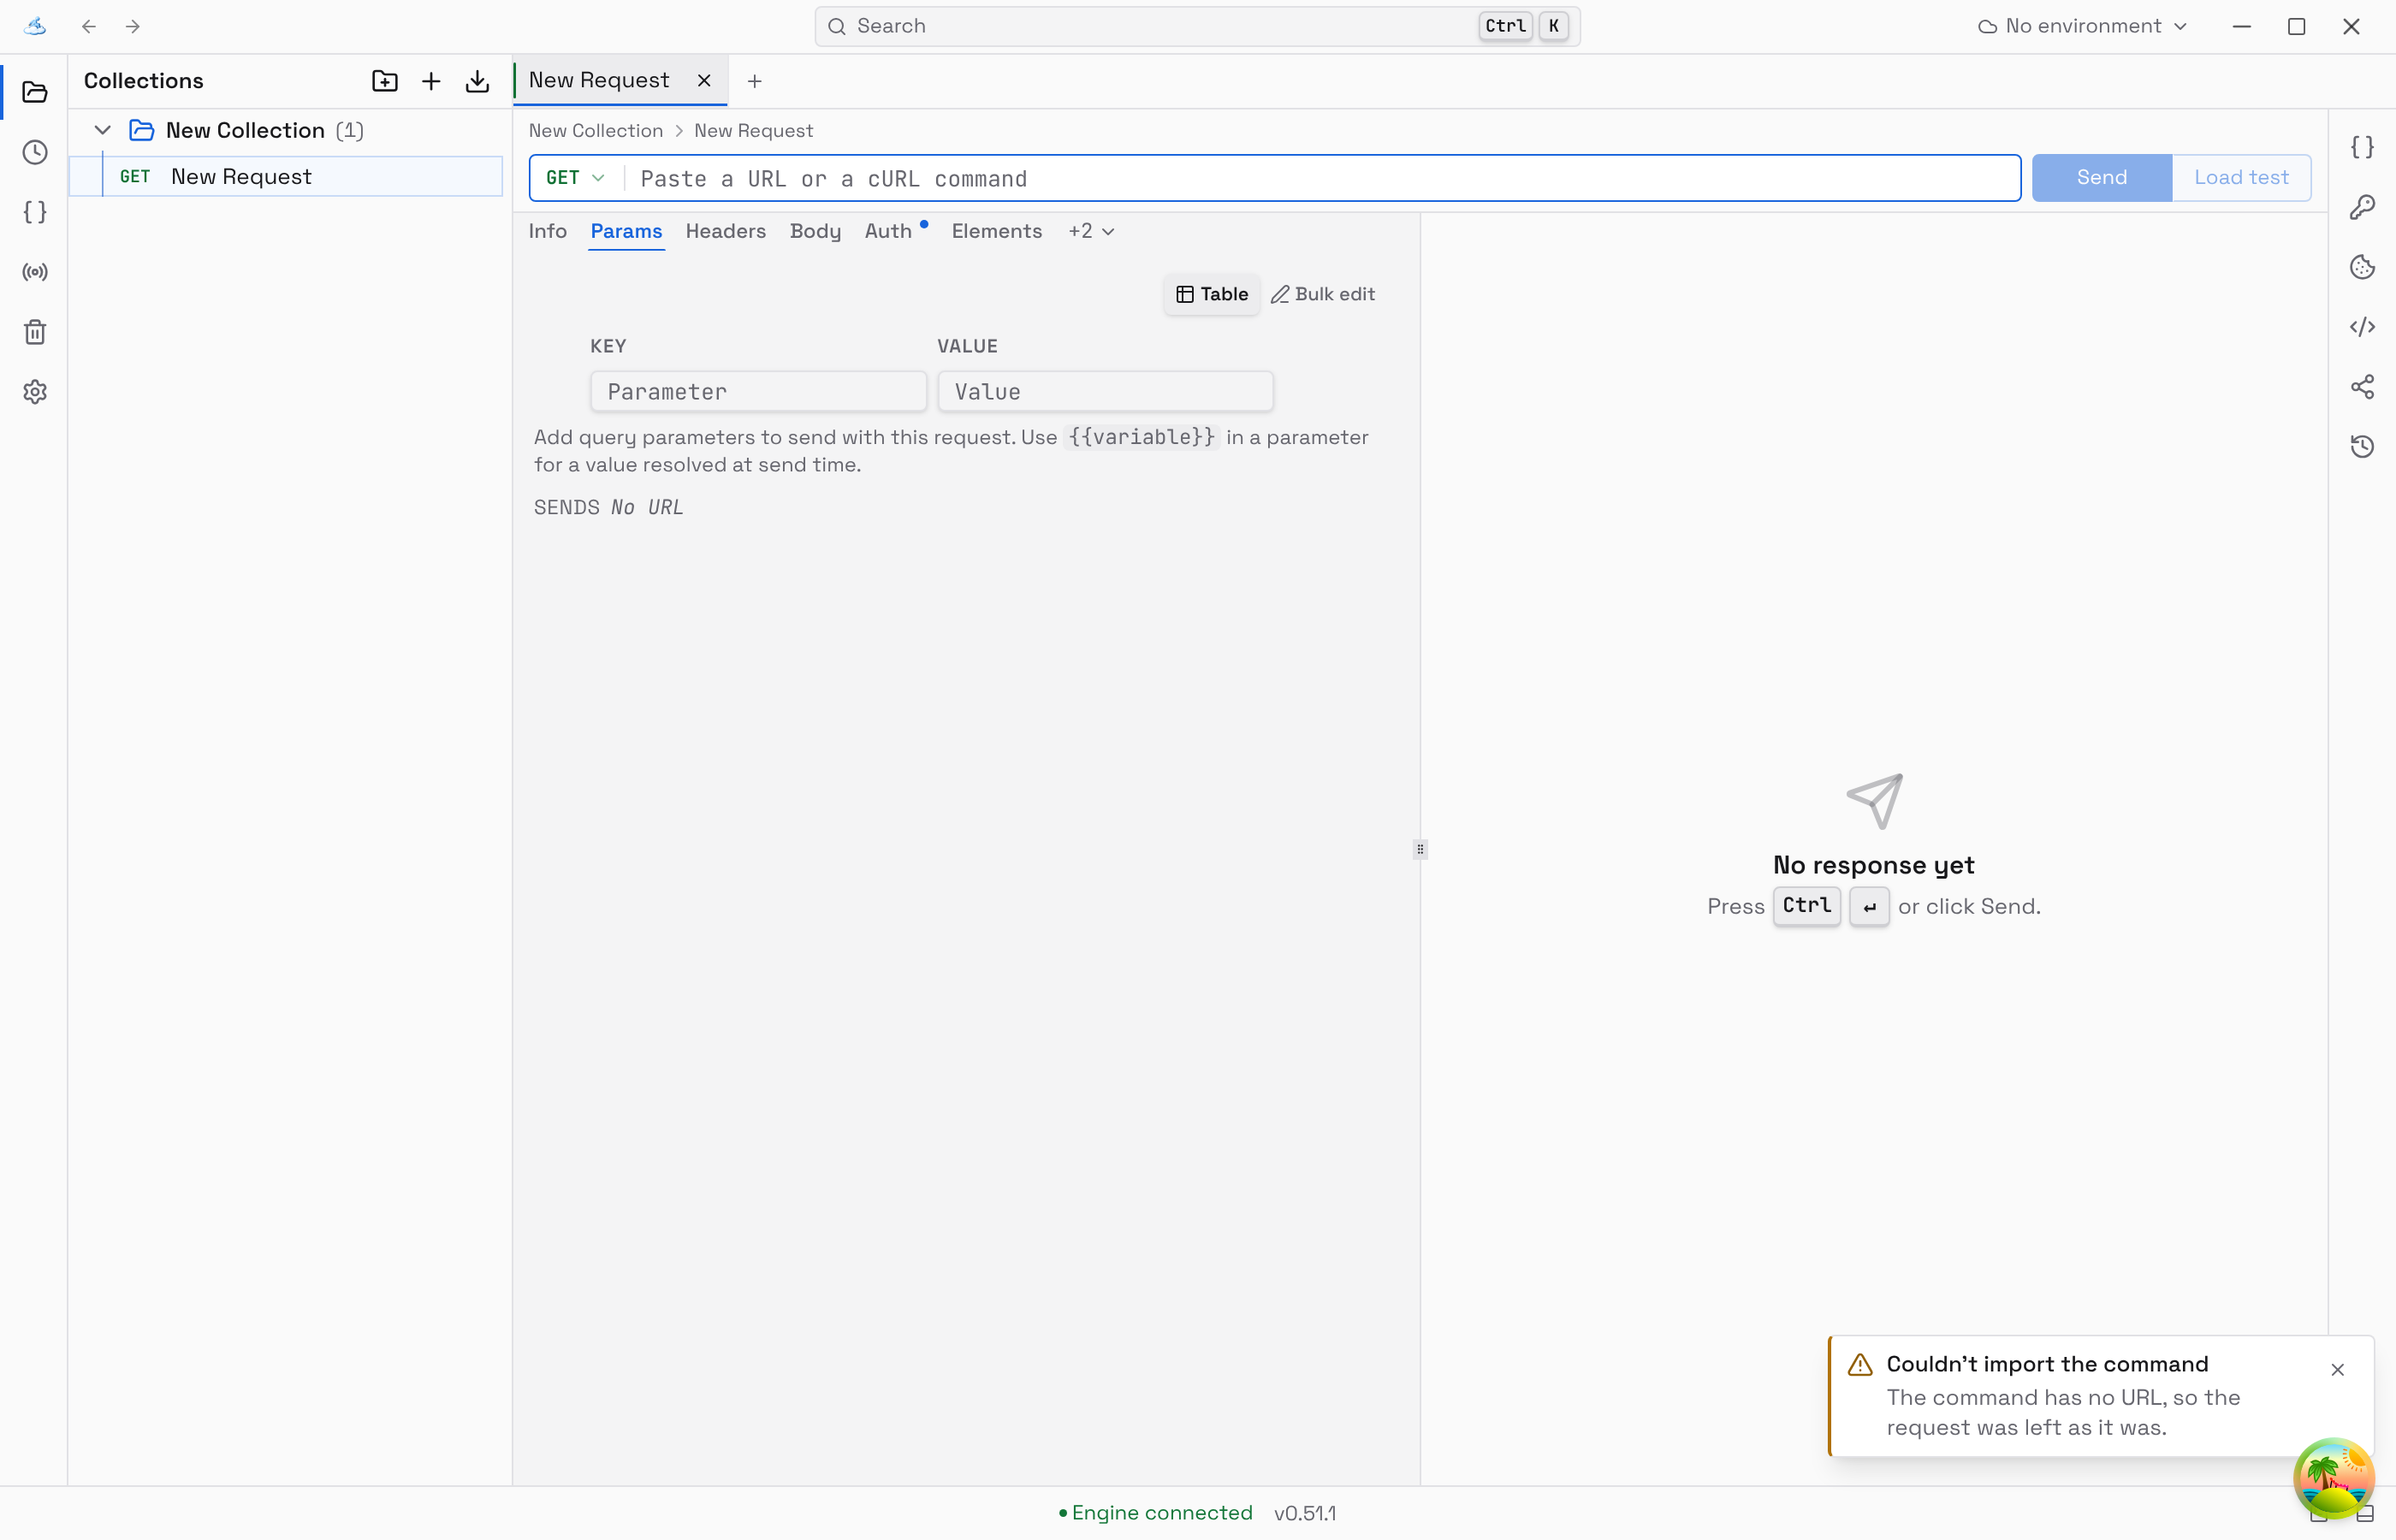 Search Ctrl K
No environment
Collections
New Request
New Collection (1)
GET New Request
New Collection > New Request
GET Paste a URL or a cURL command
Send Load test
Info Params Headers Body Auth Elements +2
Table Bulk edit
KEY VALUE
Parameter Value
Add query parameters to send with this request. Use {{variable}} in a parameter
for a value resolved at send time.
SENDS No URL
No response yet
Press Ctrl ↵ or click Send.
Couldn't import the command
The command has no URL, so the
request was left as it was.
Engine connected v0.51.1